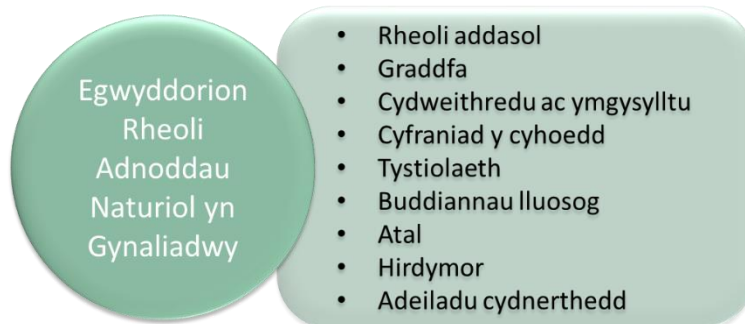 Egwyddorion
Rheoli
Adnoddau
Naturiol yn
Gynaliadwy
• Rheoli addasol
• Graddfa
• Cydweithredu ac ymgysylltu
• Cyfraniad y cyhoedd
• Tystiolaeth
• Buddiannau lluosog
• Atal
• Hirdymor
• Adeiladu cydnerthedd